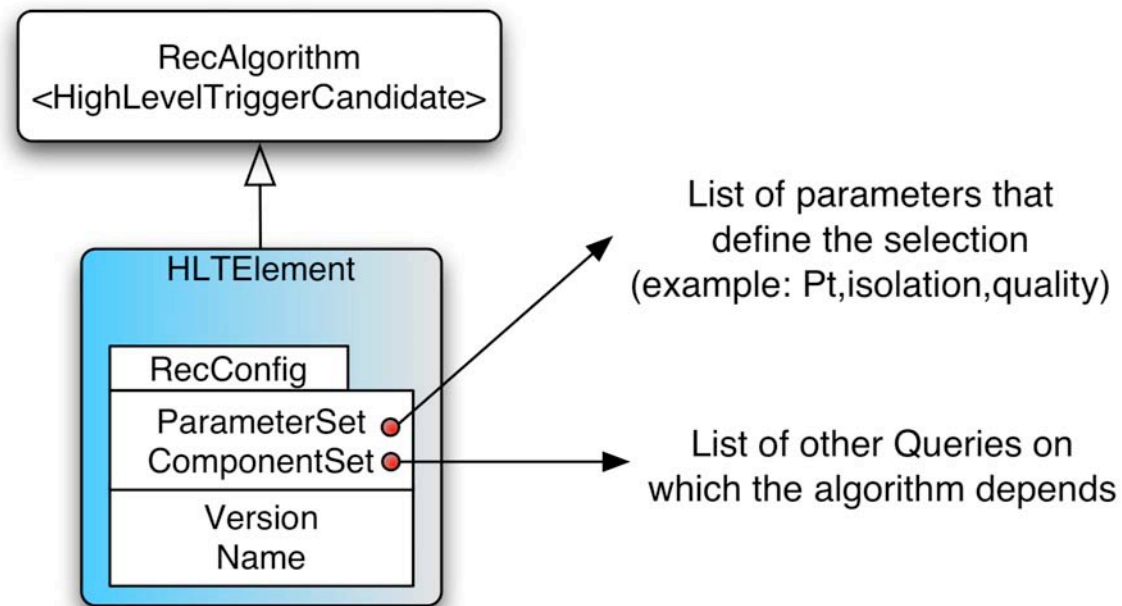 RecAlgorithm
<HighLevelTriggerCandidate>
HLTElement
RecConfig
ParameterSet
ComponentSet
Version
Name
List of parameters that
define the selection
(example: Pt,isolation,quality)
List of other Queries on
which the algorithm depends